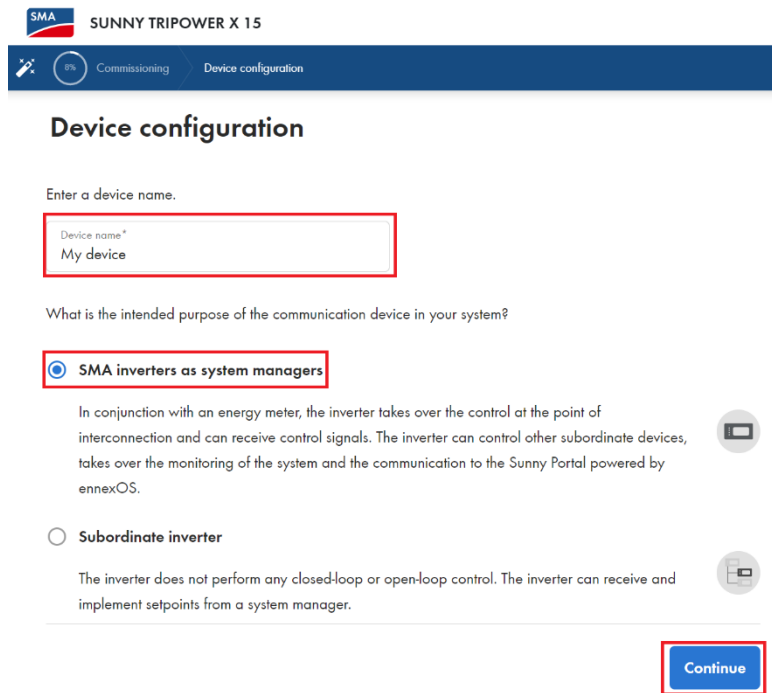 SMA
SUNNY TRIPOWER X 15
8%
Commissioning
Device configuration
Device configuration
Enter a device name.
Device name*
My device
What is the intended purpose of the communication device in your system?
SMA inverters as system managers
In conjunction with an energy meter, the inverter takes over the control at the point of
interconnection and can receive control signals. The inverter can control other subordinate devices,
takes over the monitoring of the system and the communication to the Sunny Portal powered by
ennexOS.
Subordinate inverter
The inverter does not perform any closed-loop or open-loop control. The inverter can receive and
implement setpoints from a system manager.
Continue